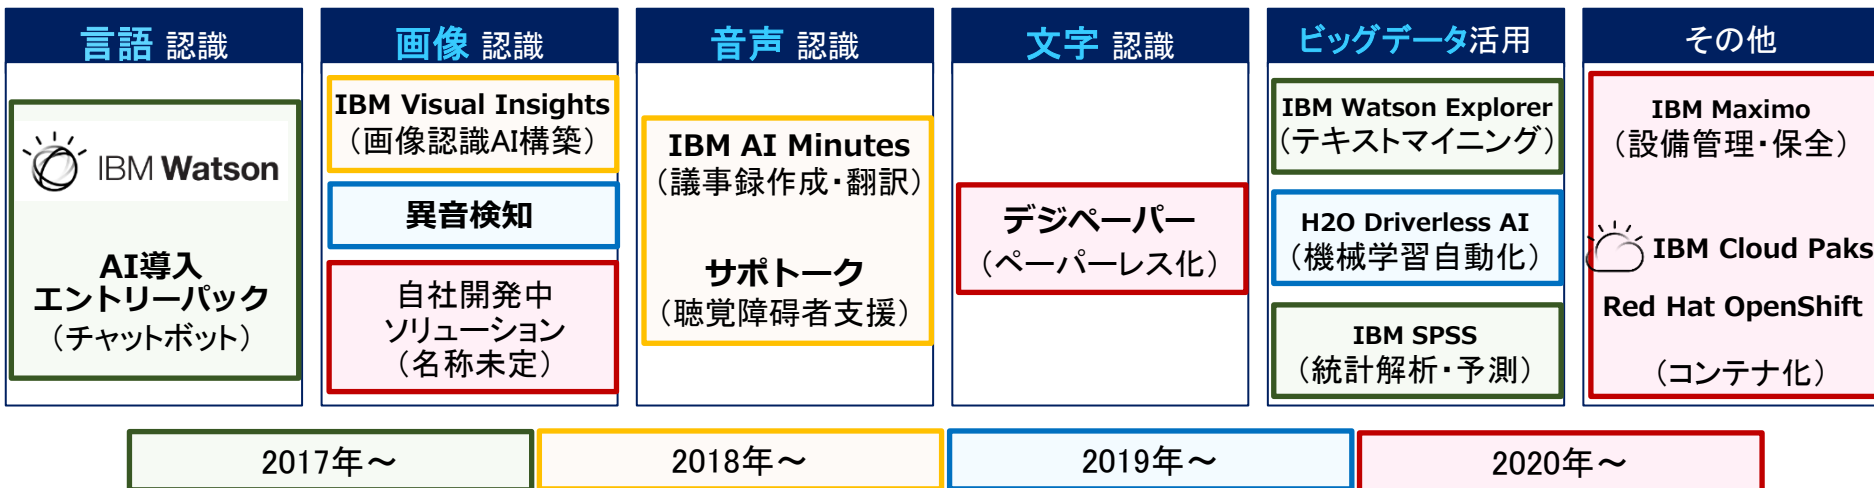 言語 認識
IBM Watson
AI導入
エントリーパック
（チャットボット）
画像 認識
IBM Visual Insights
（画像認識AI構築）
異音検知
自社開発中
ソリューション
（名称未定）
音声 認識
IBM AI Minutes
（議事録作成・翻訳）
サポトーク
（聴覚障碍者支援）
文字 認識
デジペーパー
（ペーパーレス化）
ビッグデータ活用
IBM Watson Explorer
（テキストマイニング）
H2O Driverless AI
（機械学習自動化）
IBM SPSS
（統計解析・予測）
その他
IBM Maximo
（設備管理・保全）
IBM Cloud Paks
Red Hat OpenShift
（コンテナ化）
2017年～
2018年～
2019年～
2020年～